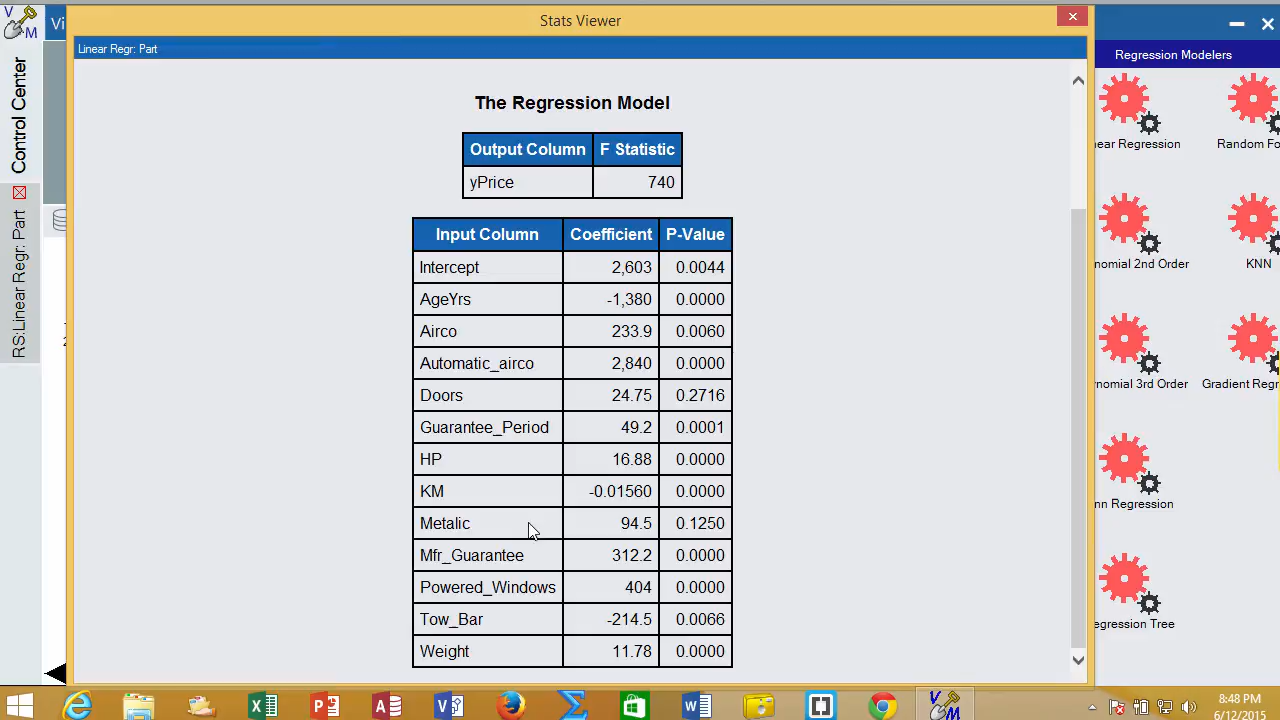 Stats Viewer
Vi
Linear Regr: Part
Control Center
RS:Linear Regr: Part
The Regression Model
Output Column F Statistic
yPrice 740
Input Column Coefficient P-Value
Intercept 2,603 0.0044
AgeYrs -1,380 0.0000
Airco 233.9 0.0060
Automatic_airco 2,840 0.0000
Doors 24.75 0.2716
Guarantee_Period 49.2 0.0001
HP 16.88 0.0000
KM -0.01560 0.0000
Metalic 94.5 0.1250
Mfr_Guarantee 312.2 0.0000
Powered_Windows 404 0.0000
Tow_Bar -214.5 0.0066
Weight 11.78 0.0000
Regression Modelers
ear Regression Random Fo
nomial 2nd Order KNN
nomial 3rd Order Gradient Regr
nn Regression
egression Tree
8:48 PM
6/12/2015